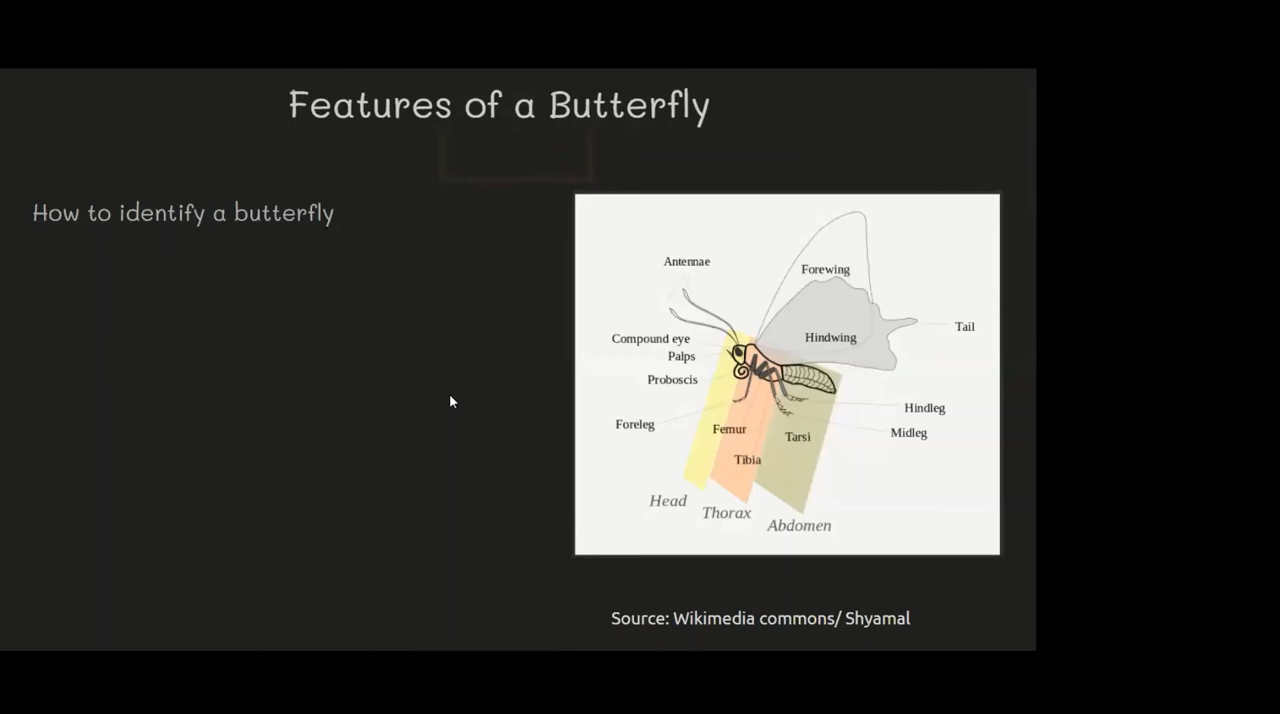 Features of a Butterfly
How to identify a butterfly
Antennae
Forewing
Tail
Compound eye
Hindwing
Palps
Proboscis
Hindleg
Foreleg
Femur
Tarsi
Midleg
Tibia
Head
Thorax
Abdomen
Source: Wikimedia commons/ Shyamal